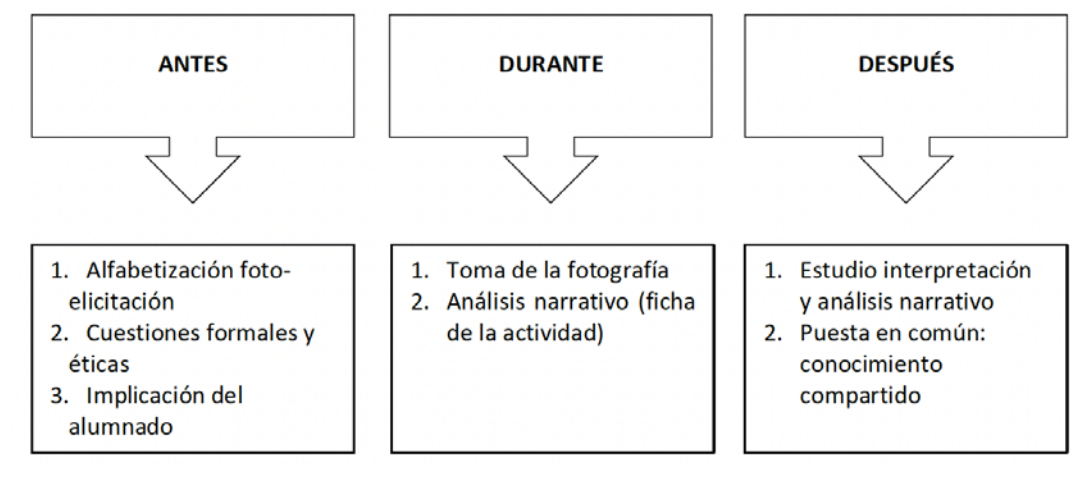 ANTES
DURANTE
DESPUÉS
1. Alfabetización foto-
elicitación
2. Cuestiones formales y
éticas
3. Implicación del
alumnado
1. Toma de la fotografía
2. Análisis narrativo (ficha
de la actividad)
1. Estudio interpretación
y análisis narrativo
2. Puesta en común:
conocimiento
compartido